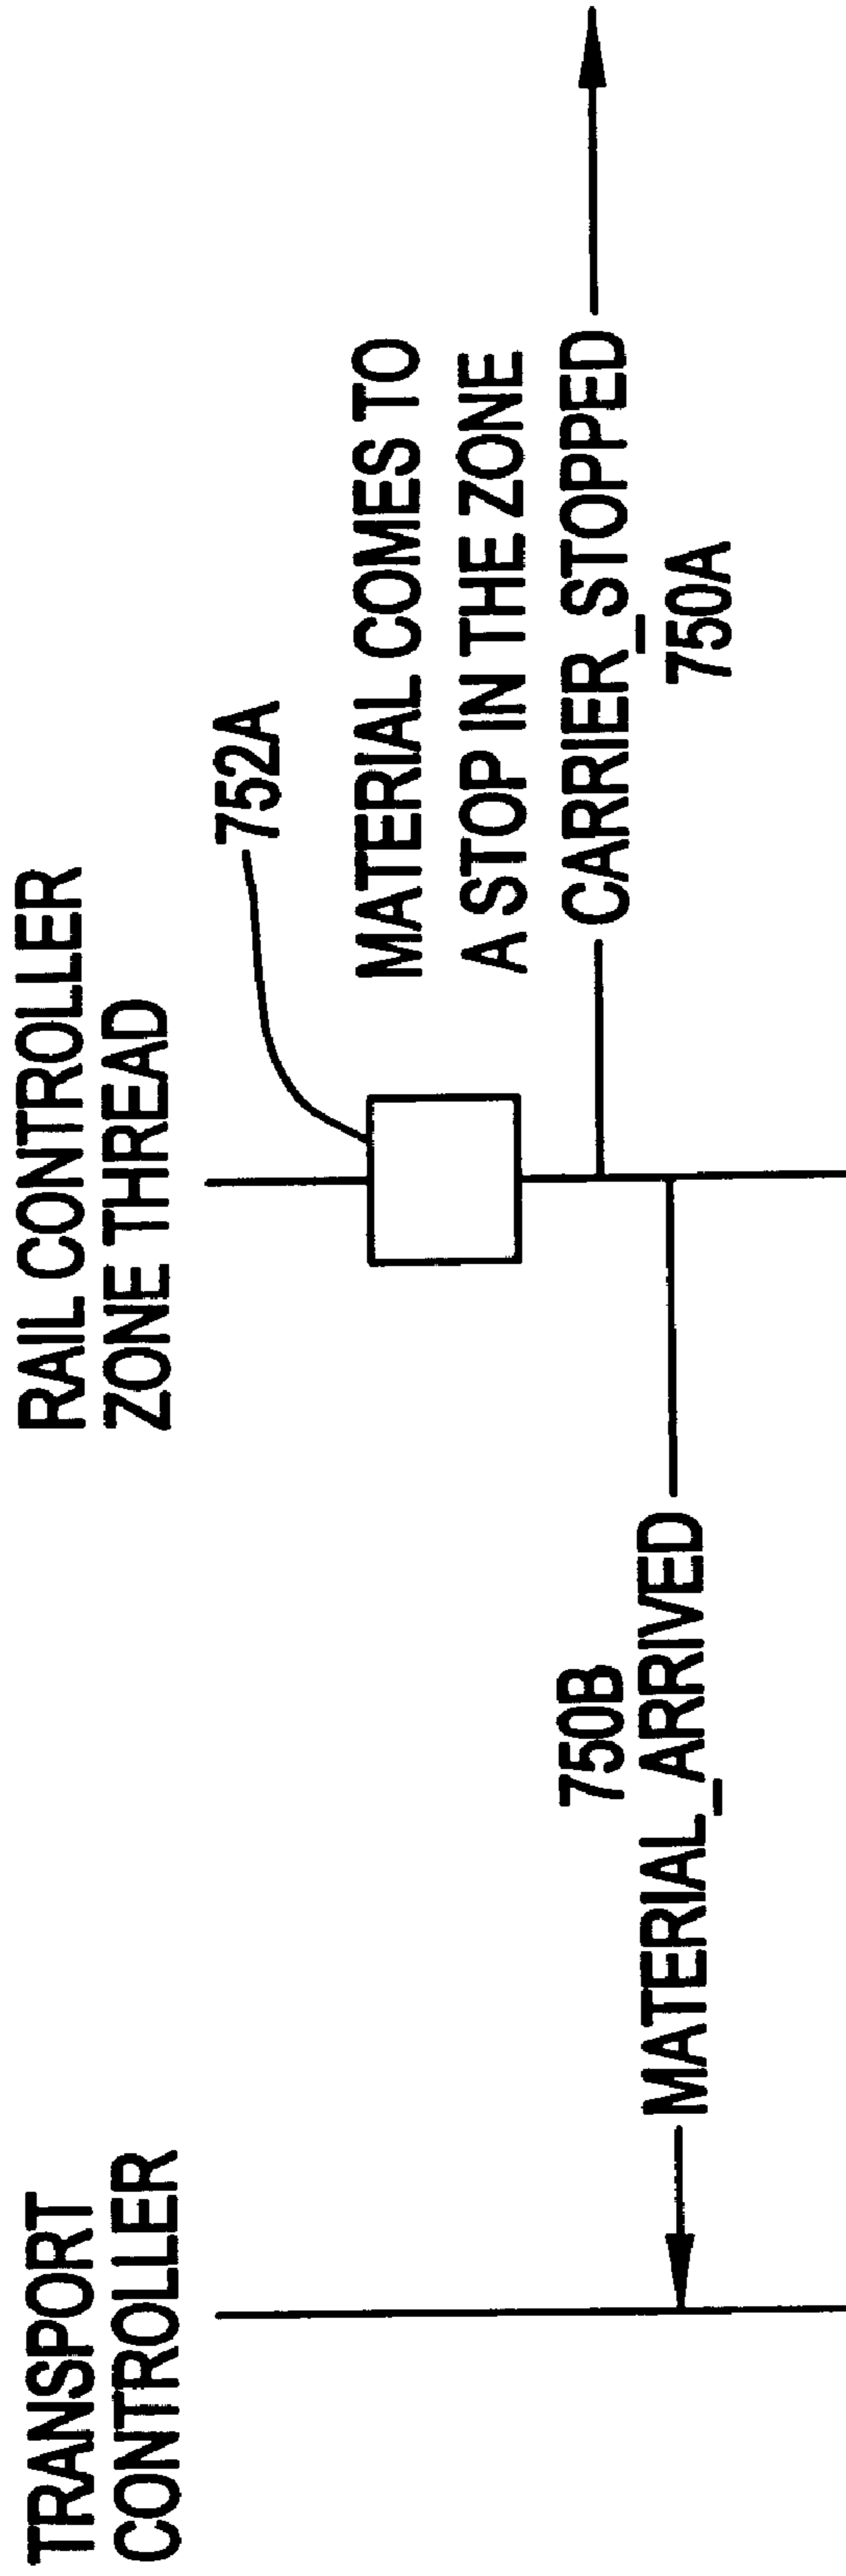 TRANSPORT
CONTROLLER
RAIL CONTROLLER
ZONE THREAD
752A
MATERIAL COMES TO
A STOP IN THE ZONE
CARRIER_STOPPED
750A
750B
MATERIAL_ARRIVED